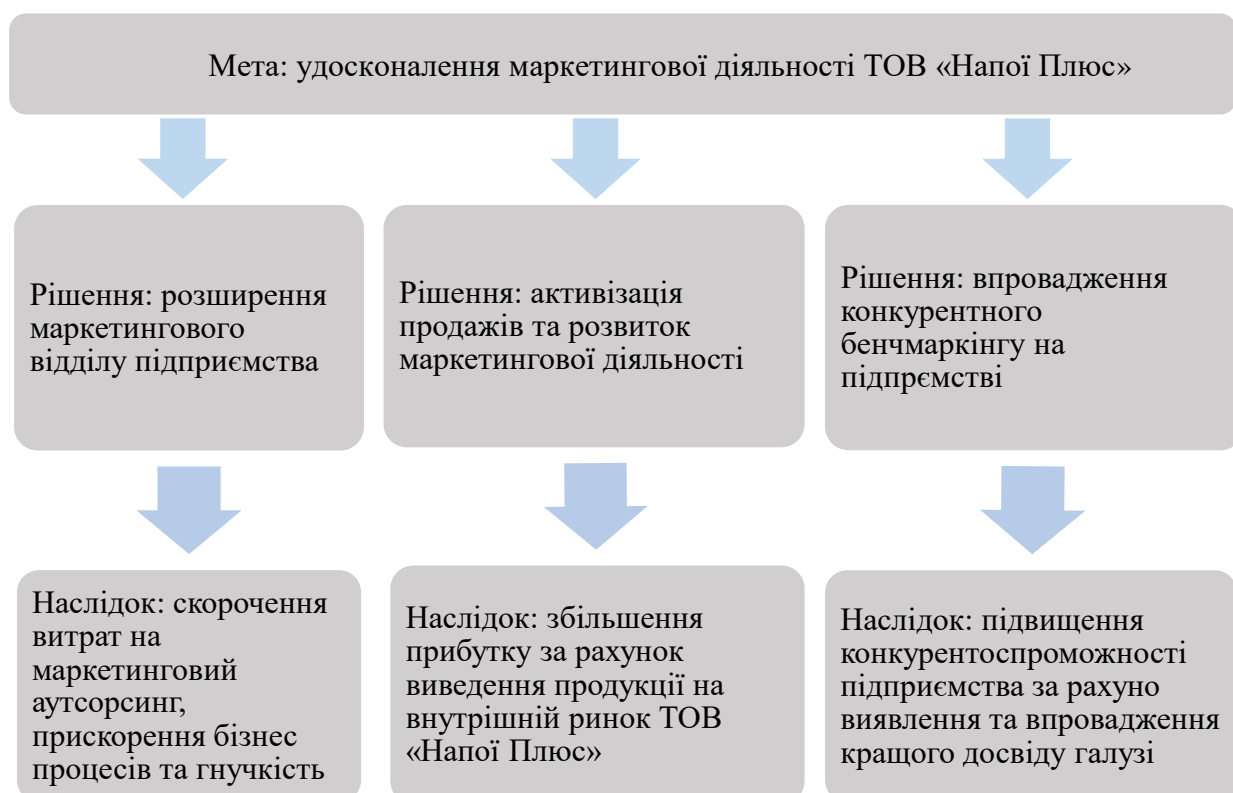 Мета: удосконалення маркетингової діяльності ТОВ «Напої Плюс»
Рішення: розширення
маркетингового
відділу підприємства
Рішення: активізація
продажів та розвиток
маркетингової діяльності
Рішення: впровадження
конкурентного
бенчмаркінгу на
підпрємстві
Наслідок: скорочення
витрат на
маркетинговий
аутсорсинг,
прискорення бізнес
процесів та гнучкість
Наслідок: збільшення
прибутку за рахунок
виведення продукції на
внутрішній ринок ТОВ
«Напої Плюс»
Наслідок: підвищення
конкурентоспроможності
підприємства за рахуно
виявлення та впровадження
кращого досвіду галузі